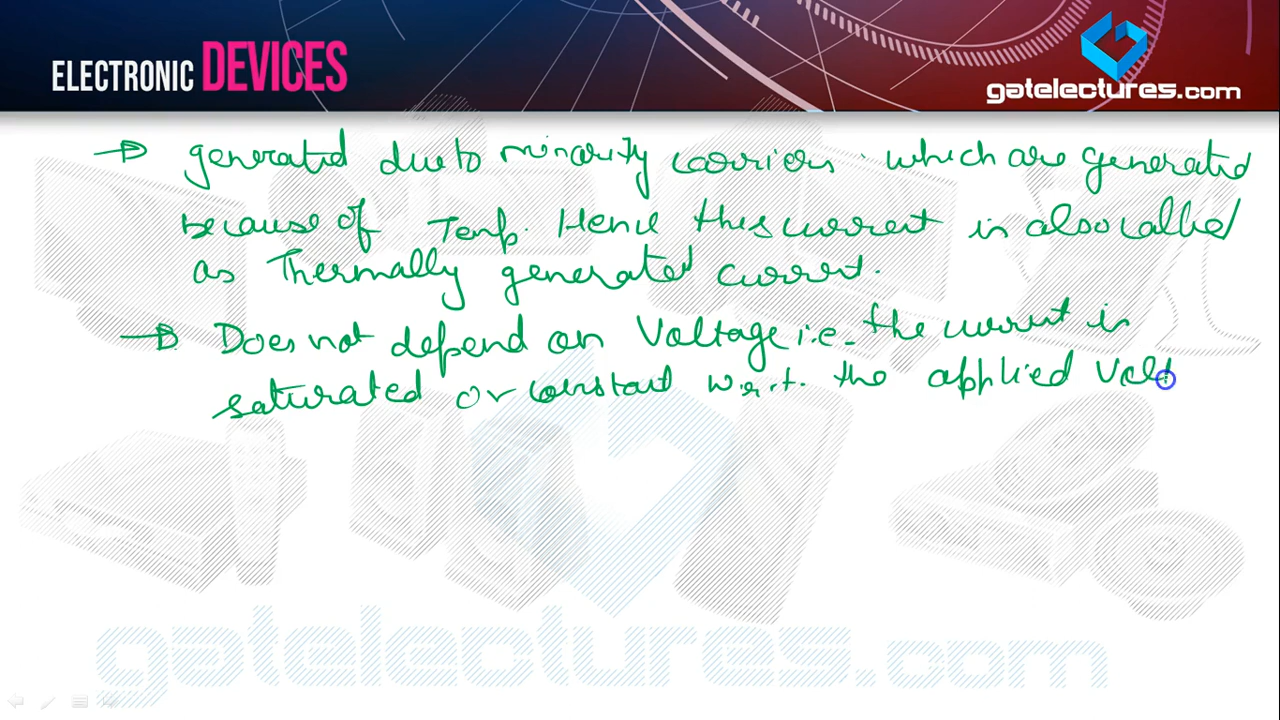 ELECTRONIC DEVICES
gatelectures.com
→ generated due to minority carriers which are generated
because of Temp. Hence this current is also called
as Thermally generated current.
→ Does not depend on Voltage i.e. the current is
saturated or constant w.r.t. the applied Volt
gatelectures.com